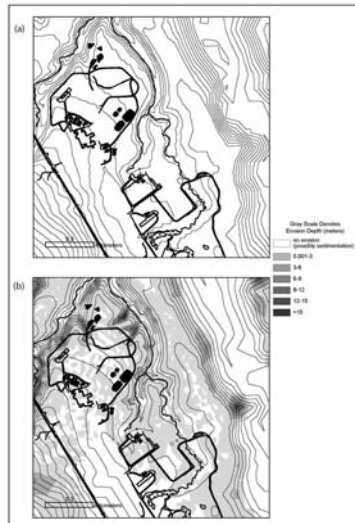 (a)
Gray Scale Denotes
Erosion Depth (meters)
no erosion
(possibly sedimentation)
0.001-3
3-6
6-9
9-12
12-15
>15
(b)